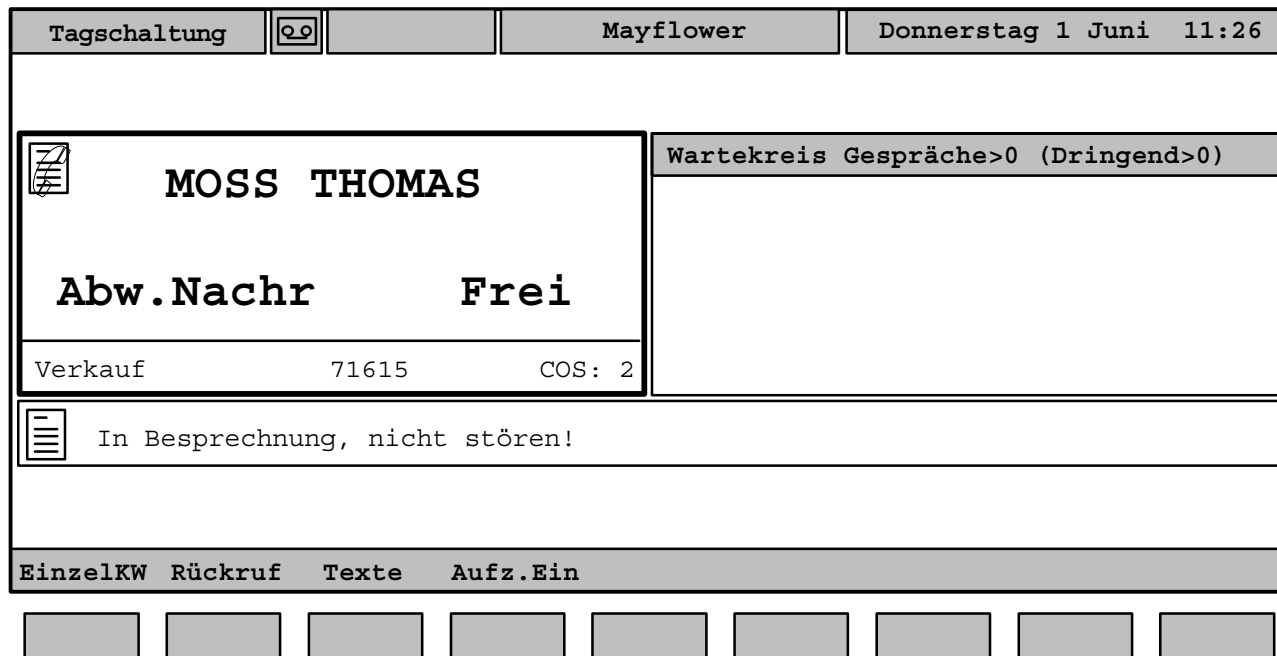 Tagschaltung Mayflower Donnerstag 1 Juni 11:26
Wartekreis Gespräche>0 (Dringend>0)
MOSS THOMAS
Abw.Nachr Frei
Verkauf 71615 COS: 2
In Besprechnung, nicht stören!
EinzelKW Rückruf Texte Aufz.Ein